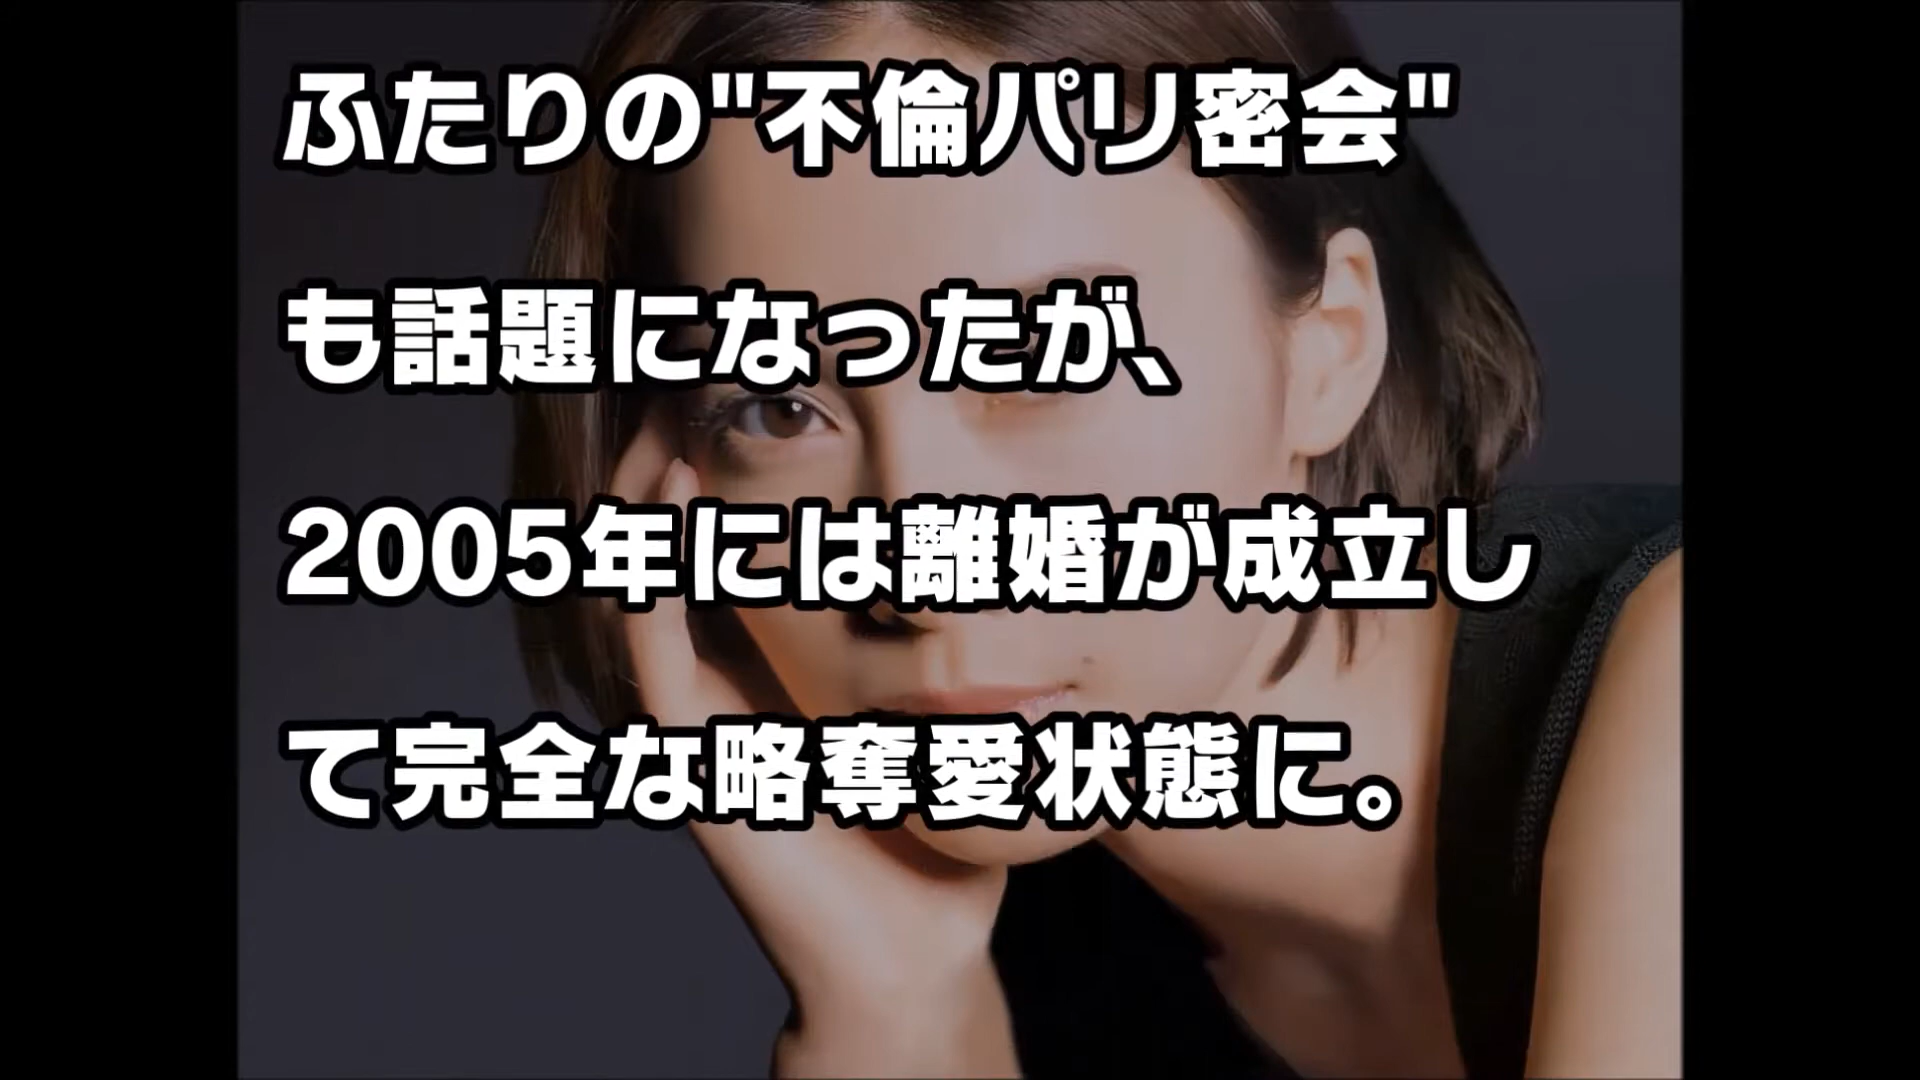 ふたりの"不倫パリ密会"
も話題になったが、
2005年には離婚が成立し
て完全な略奪愛状態に。